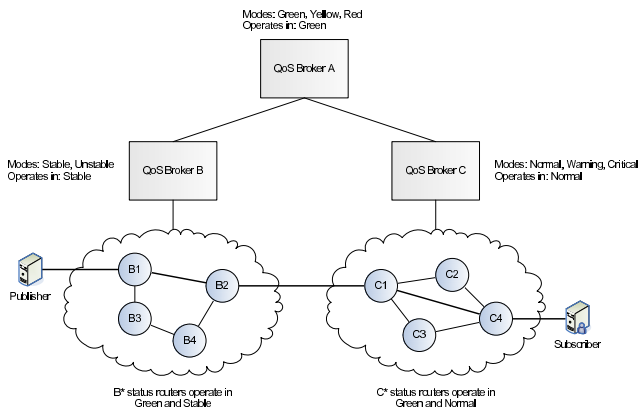 Modes: Green, Yellow, Red
Operates in: Green
QoS Broker A
Modes: Stable, Unstable
Operates in: Stable
QoS Broker B
QoS Broker C
Modes: Normal, Warning, Critical
Operates in: Normal
Publisher
B1
B2
B3
B4
C1
C2
C3
C4
Subscriber
B* status routers operate in
Green and Stable
C* status routers operate in
Green and Normal